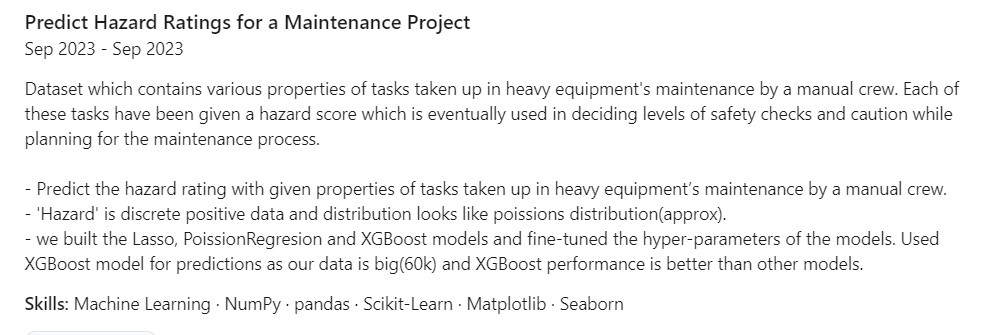 Predict Hazard Ratings for a Maintenance Project
Sep 2023 - Sep 2023
Dataset which contains various properties of tasks taken up in heavy equipment's maintenance by a manual crew. Each of
these tasks have been given a hazard score which is eventually used in deciding levels of safety checks and caution while
planning for the maintenance process.
- Predict the hazard rating with given properties of tasks taken up in heavy equipment's maintenance by a manual crew.
- 'Hazard' is discrete positive data and distribution looks like poissions distribution(approx).
- we built the Lasso, PoissionRegresion and XGBoost models and fine-tuned the hyper-parameters of the models. Used
XGBoost model for predictions as our data is big(60k) and XGBoost performance is better than other models.
Skills: Machine Learning · NumPy · pandas · Scikit-Learn · Matplotlib · Seaborn